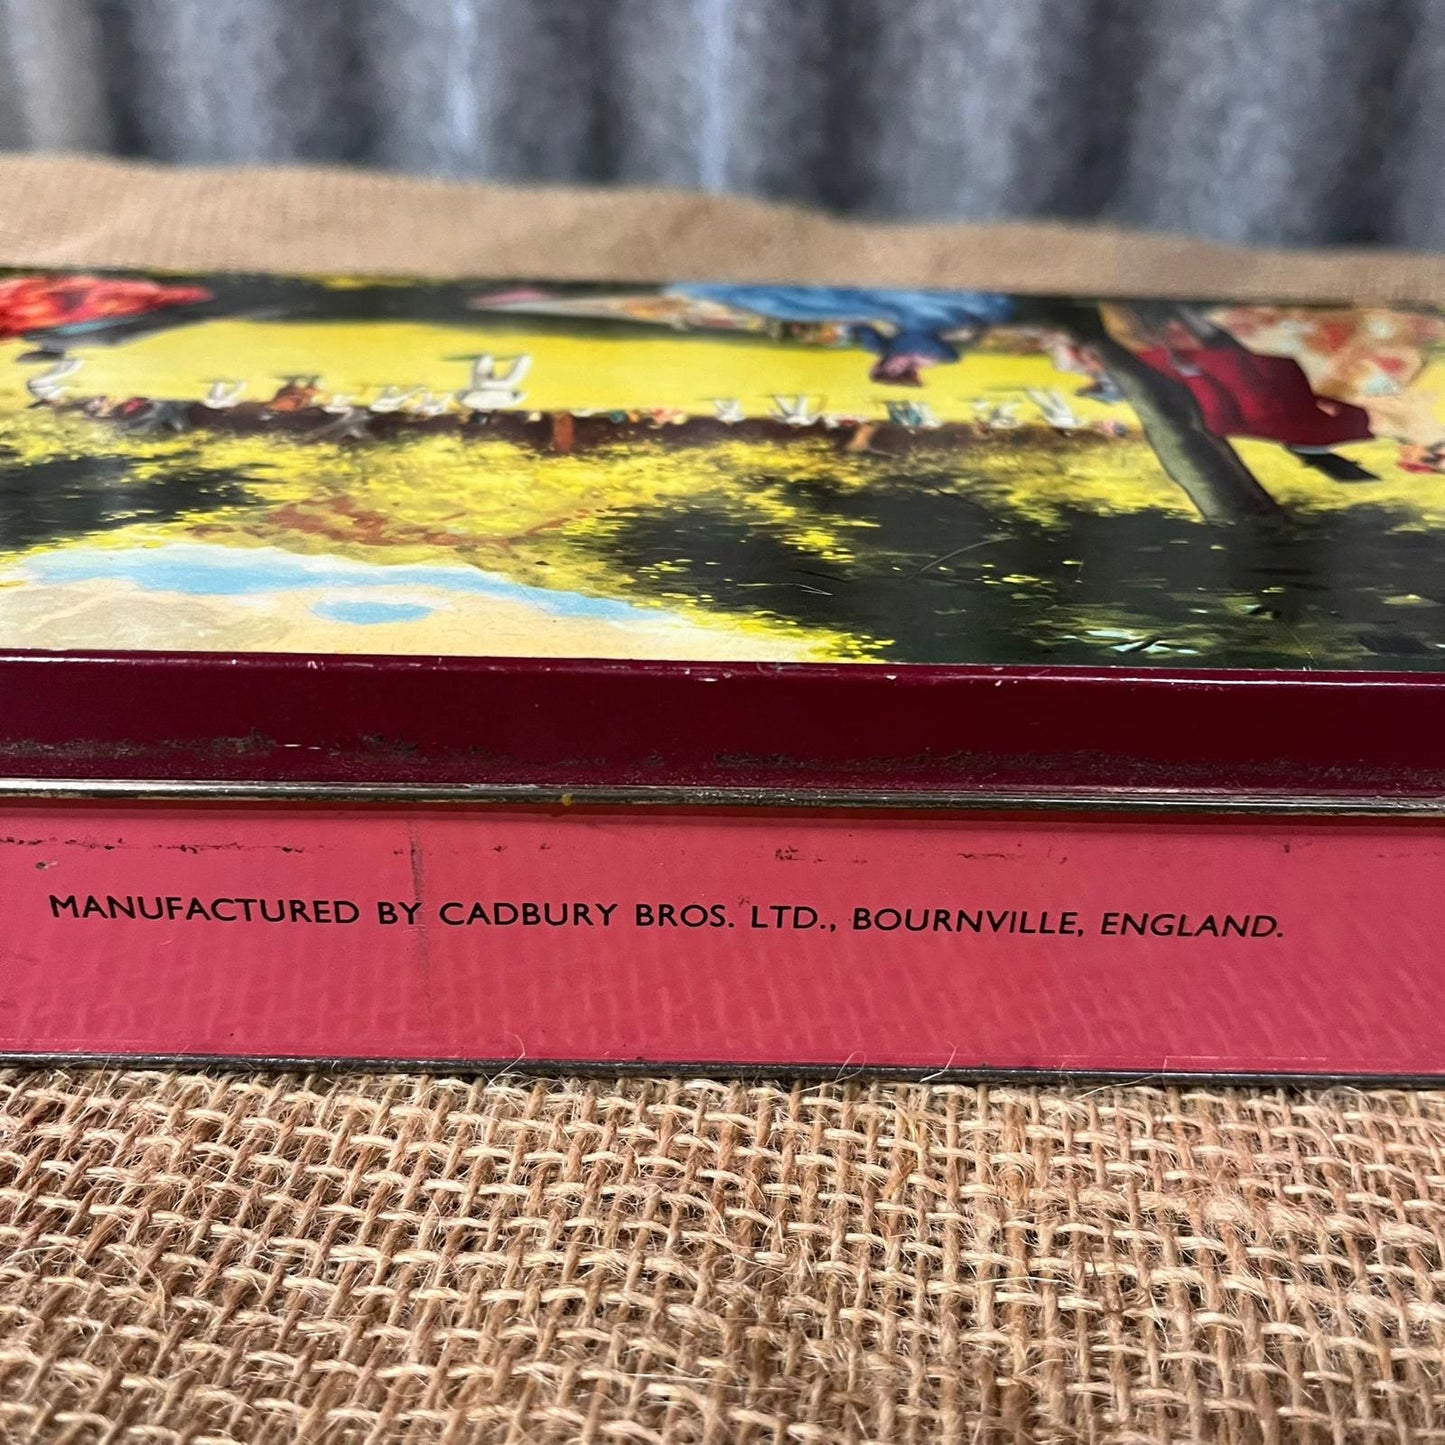 MANUFACTURED BY CADBURY BROS. LTD., BOURNVILLE, ENGLAND.